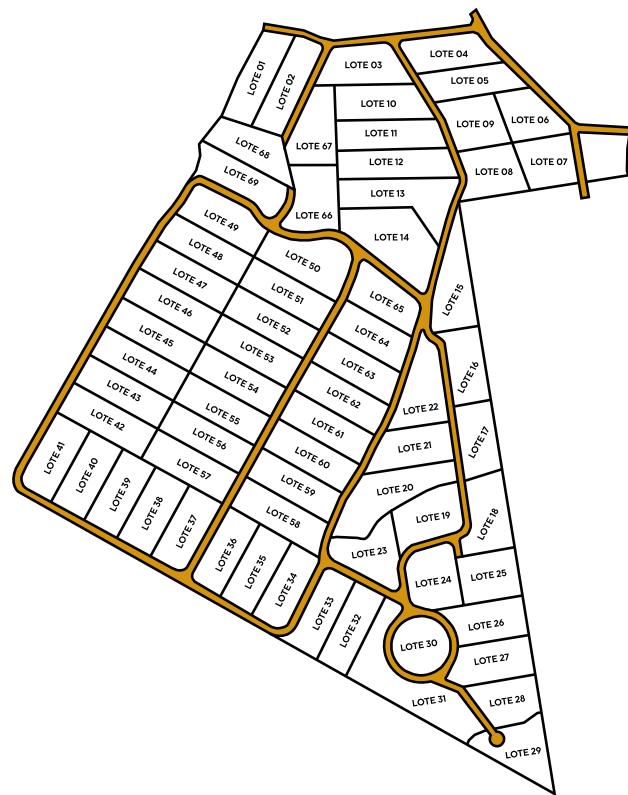 LOTE 01
LOTE 02
LOTE 03
LOTE 04
LOTE 05
LOTE 10
LOTE 09
LOTE 06
LOTE 11
LOTE 67
LOTE 68
LOTE 12
LOTE 07
LOTE 08
LOTE 69
LOTE 13
LOTE 66
LOTE 49
LOTE 14
LOTE 48
LOTE 50
LOTE 47
LOTE 51
LOTE 65
LOTE 15
LOTE 46
LOTE 52
LOTE 64
LOTE 45
LOTE 53
LOTE 63
LOTE 44
LOTE 54
LOTE 16
LOTE 43
LOTE 62
LOTE 55
LOTE 22
LOTE 42
LOTE 56
LOTE 61
LOTE 21
LOTE 17
LOTE 41
LOTE 57
LOTE 60
LOTE 40
LOTE 59
LOTE 20
LOTE 39
LOTE 38
LOTE 58
LOTE 19
LOTE 18
LOTE 37
LOTE 36
LOTE 23
LOTE 35
LOTE 25
LOTE 24
LOTE 34
LOTE 33
LOTE 32
LOTE 26
LOTE 30
LOTE 27
LOTE 31
LOTE 28
LOTE 29